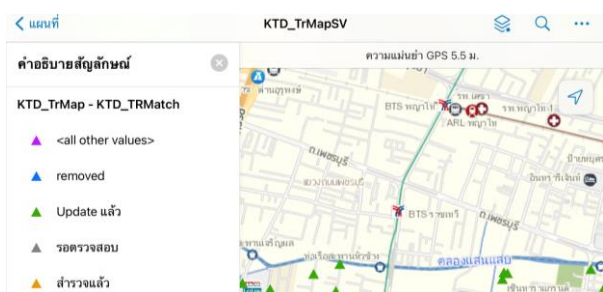 แผนที่
KTD_TrMapSV
คำอธิบายสัญลักษณ์
ความแม่นยำ GPS 5.5 ม.
KTD_TrMap - KTD_TRMatch
<all other values>
removed
Update แล้ว
รอตรวจสอบ
สำรวจแล้ว
BTS พญาไท
ARL พญาไท
รพ.พญาไท 1
ถ.เพชรบุรี
BTS ราชเทวี
ถ.เพชรบุรี
คลองแสนแสบ